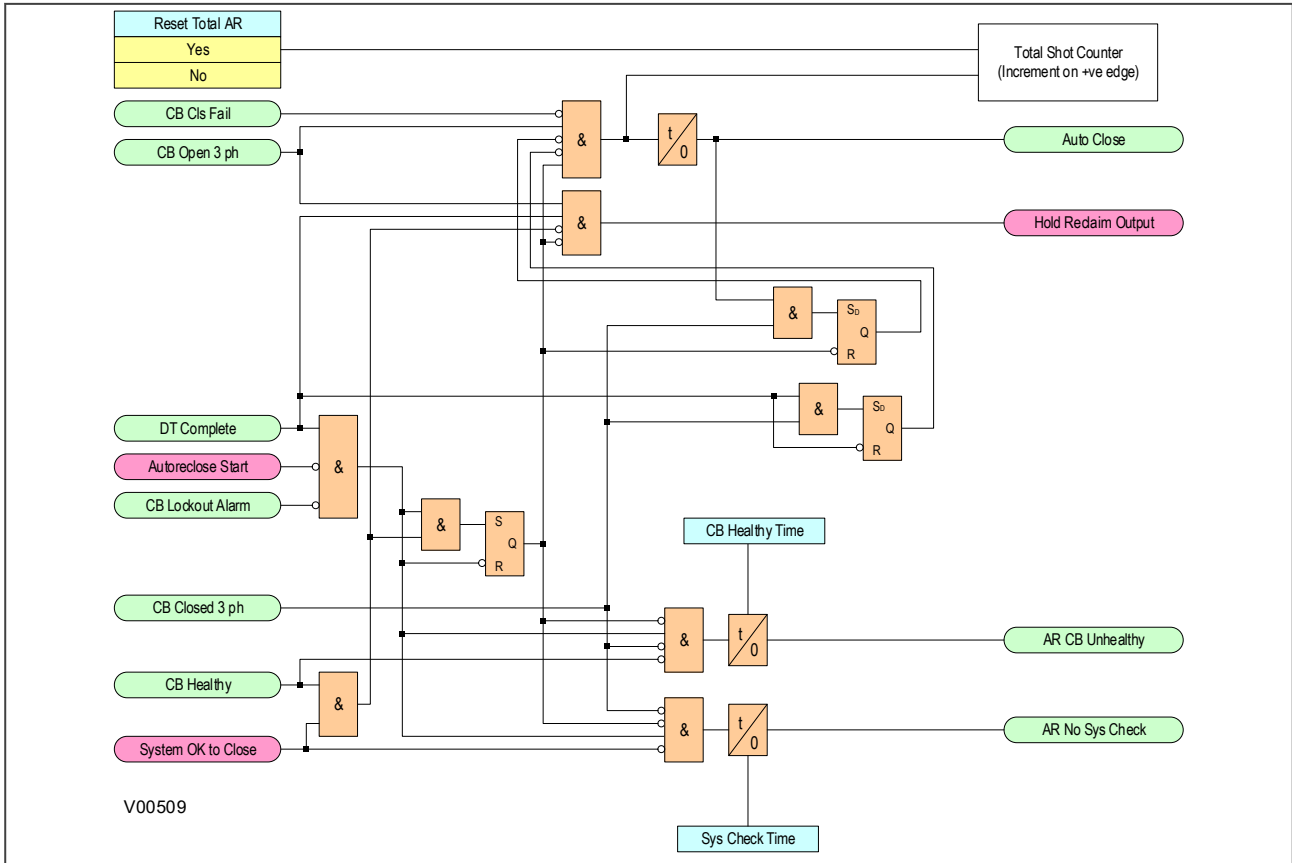 Reset Total AR
Yes
No
Total Shot Counter
(Increment on +ve edge)
CB Cls Fail
CB Open 3 ph
&
t
0
Auto Close
&
Hold Reclaim Output
&
SD
Q
R
&
SD
Q
R
DT Complete
Autoreclose Start
CB Lockout Alarm
&
&
S
Q
R
CB Healthy Time
CB Closed 3 ph
&
t
0
AR CB Unhealthy
CB Healthy
&
System OK to Close
&
t
0
AR No Sys Check
V00509
Sys Check Time